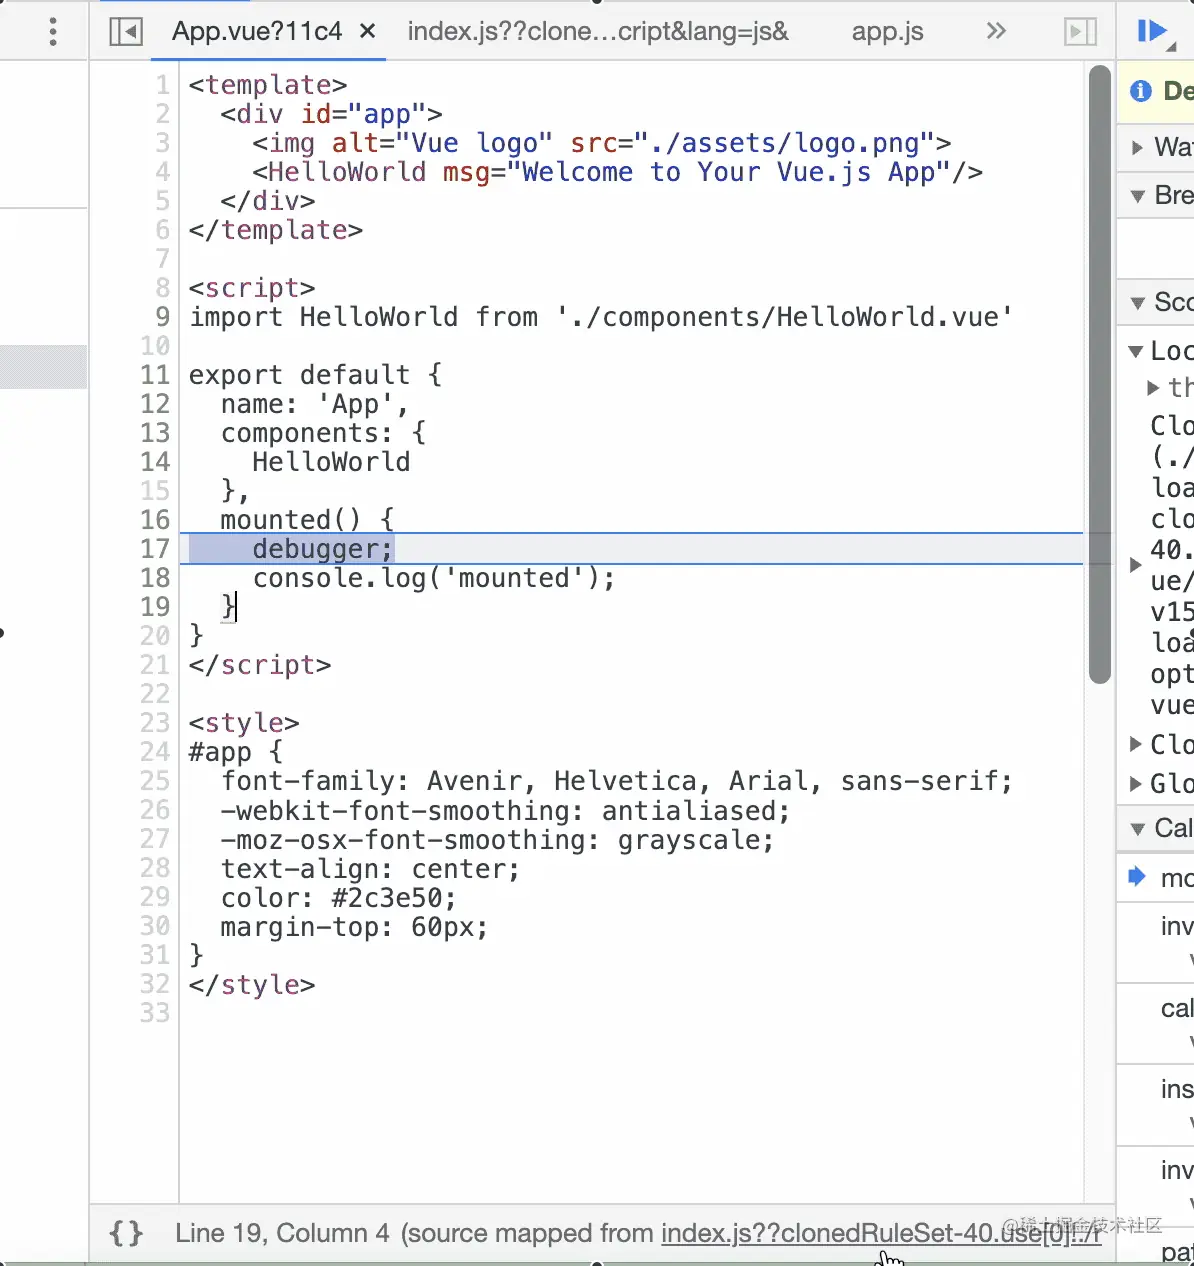 App.vue?11c4 × index.js??clone…cript&lang=js& app.js »
1 <template>
2 <div id="app">
3 <img alt="Vue logo" src="./assets/logo.png">
4 <HelloWorld msg="Welcome to Your Vue.js App"/>
5 </div>
6 </template>
7
8 <script>
9 import HelloWorld from './components/HelloWorld.vue'
10
11 export default {
12 name: 'App',
13 components: {
14 HelloWorld
15 },
16 mounted() {
17 debugger;
18 console.log('mounted');
19 }
20 }
21 </script>
22
23 <style>
24 #app {
25 font-family: Avenir, Helvetica, Arial, sans-serif;
26 -webkit-font-smoothing: antialiased;
27 -moz-osx-font-smoothing: grayscale;
28 text-align: center;
29 color: #2c3e50;
30 margin-top: 60px;
31 }
32 </style>
33
{} Line 19, Column 4 (source mapped from index.js??clonedRuleSet-40.use[0]!./r
@稀土掘金技术社区
De
Wat
Bre
Sco
Loc
th
Clo
(./
loa
clo
40.
ue/
v15
loa
opt
vue
Clo
Glo
Cal
mo
inv
cal
ins
inv
pat